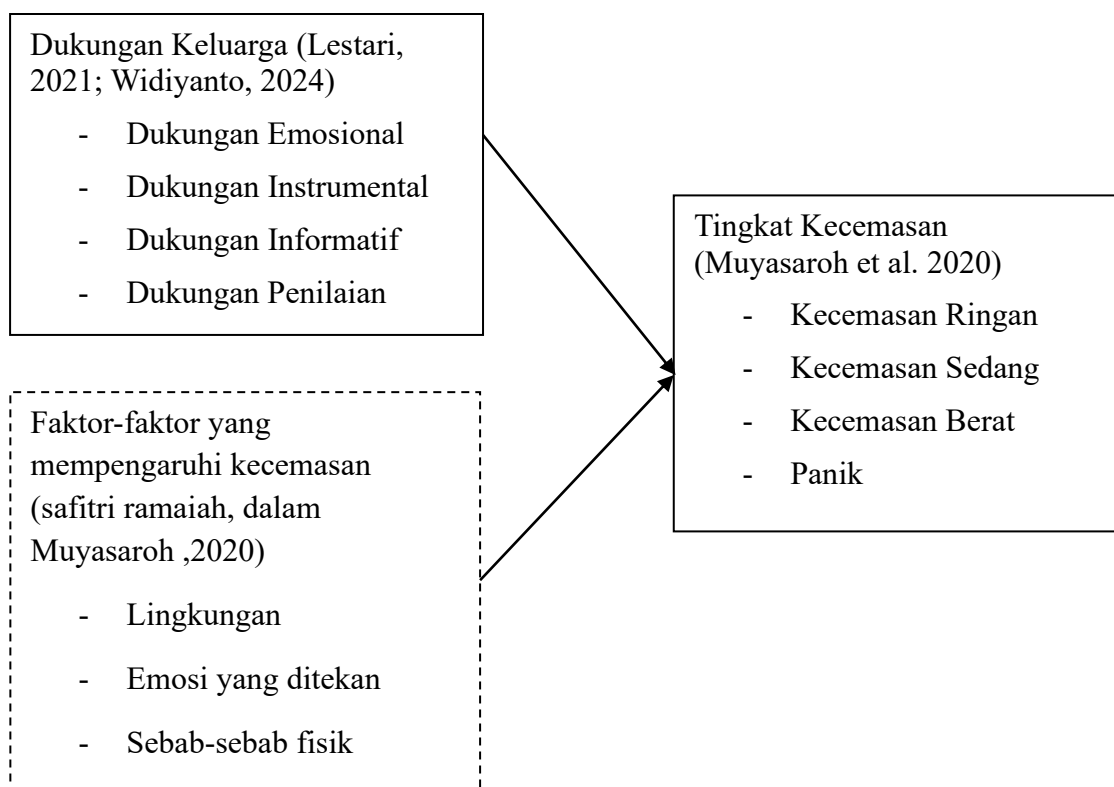 Dukungan Keluarga (Lestari,
2021; Widiyanto, 2024)
- Dukungan Emosional
- Dukungan Instrumental
- Dukungan Informatif
- Dukungan Penilaian
Faktor-faktor yang
mempengaruhi kecemasan
(safitri ramaiah, dalam
Muyasaroh ,2020)
- Lingkungan
- Emosi yang ditekan
- Sebab-sebab fisik
Tingkat Kecemasan
(Muyasaroh et al. 2020)
- Kecemasan Ringan
- Kecemasan Sedang
- Kecemasan Berat
- Panik